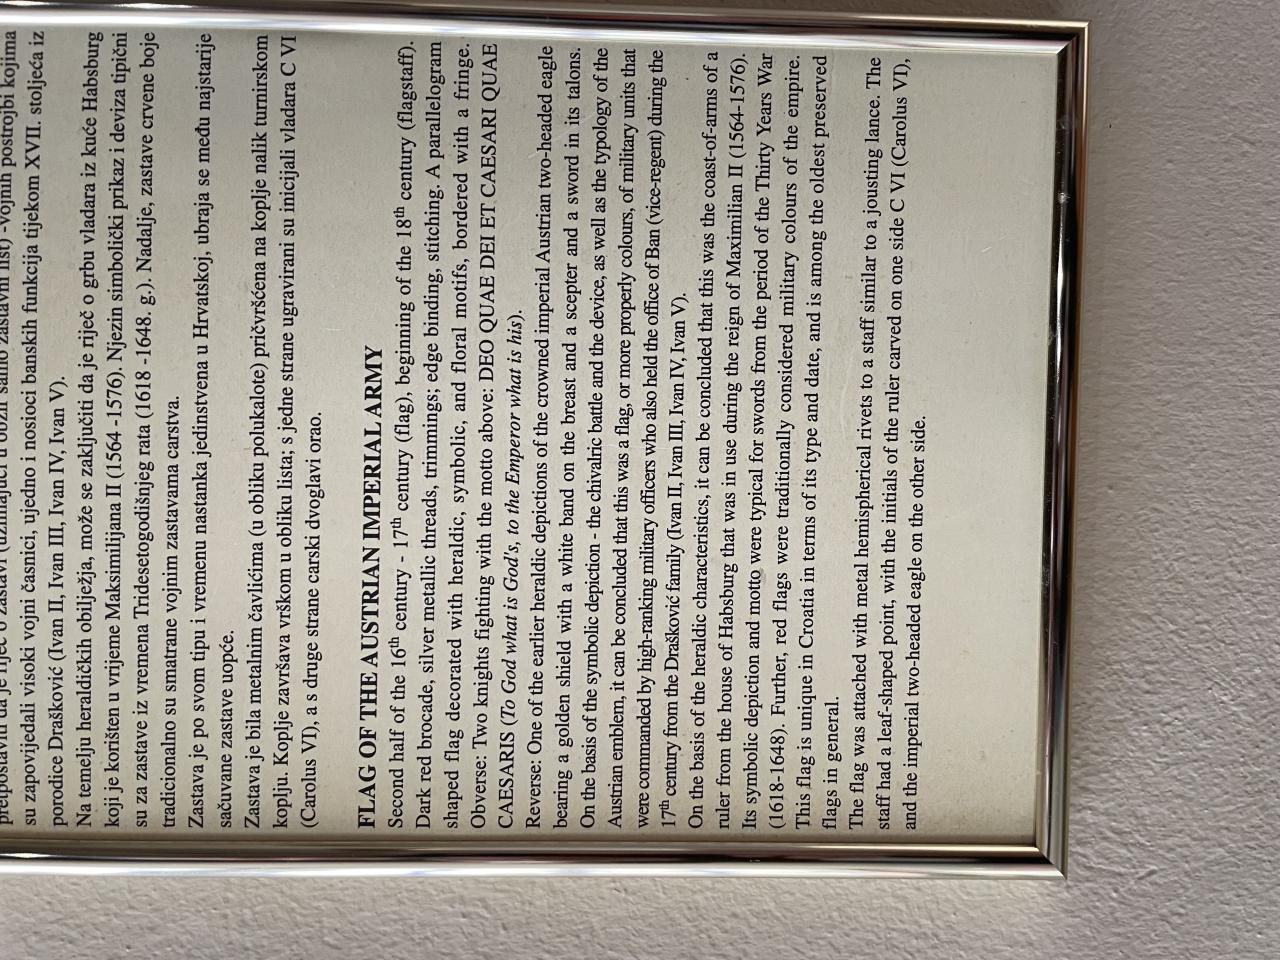 pretpostaviti da je riječ o zastavi (uzimajući u obzir samo zastavni list) -vojnih postrojbi kojima
su zapovijedali visoki vojni časnici, ujedno i nosioci banskih funkcija tijekom XVII. stoljeća iz
porodice Drašković (Ivan II, Ivan III, Ivan IV, Ivan V).
Na temelju heraldičkih obilježja, može se zaključiti da je riječ o grbu vladara iz kuće Habsburg
koji je korišten u vrijeme Maksimilijana II (1564 -1576). Njezin simbolički prikaz i deviza tipični
su za zastave iz vremena Tridesetogodišnjeg rata (1618 -1648. g.). Nadalje, zastave crvene boje
tradicionalno su smatrane vojnim zastavama carstva.
Zastava je po svom tipu i vremenu nastanka jedinstvena u Hrvatskoj, ubraja se među najstarije
sačuvane zastave uopće.
Zastava je bila metalnim čavlićima (u obliku polukalote) pričvršćena na koplje nalik turnirskom
koplju. Koplje završava vrškom u obliku lista; s jedne strane ugravirani su inicijali vladara C VI
(Carolus VI), a s druge strane carski dvoglavi orao.
FLAG OF THE AUSTRIAN IMPERIAL ARMY
Second half of the 16th century - 17th century (flag), beginning of the 18th century (flagstaff).
Dark red brocade, silver metallic threads, trimmings; edge binding, stitching. A parallelogram
shaped flag decorated with heraldic, symbolic, and floral motifs, bordered with a fringe.
Obverse: Two knights fighting with the motto above: DEO QUAE DEI ET CAESARI QUAE
CAESARIS (To God what is God's, to the Emperor what is his).
Reverse: One of the earlier heraldic depictions of the crowned imperial Austrian two-headed eagle
bearing a golden shield with a white band on the breast and a scepter and a sword in its talons.
On the basis of the symbolic depiction - the chivalric battle and the device, as well as the typology of the
Austrian emblem, it can be concluded that this was a flag, or more properly colours, of military units that
were commanded by high-ranking military officers who also held the office of Ban (vice-regent) during the
17th century from the Drašković family (Ivan II, Ivan III, Ivan IV, Ivan V).
On the basis of the heraldic characteristics, it can be concluded that this was the coast-of-arms of a
ruler from the house of Habsburg that was in use during the reign of Maximilian II (1564-1576).
Its symbolic depiction and motto were typical for swords from the period of the Thirty Years War
(1618-1648). Further, red flags were traditionally considered military colours of the empire.
This flag is unique in Croatia in terms of its type and date, and is among the oldest preserved
flags in general.
The flag was attached with metal hemispherical rivets to a staff similar to a jousting lance. The
staff had a leaf-shaped point, with the initials of the ruler carved on one side C VI (Carolus VI),
and the imperial two-headed eagle on the other side.